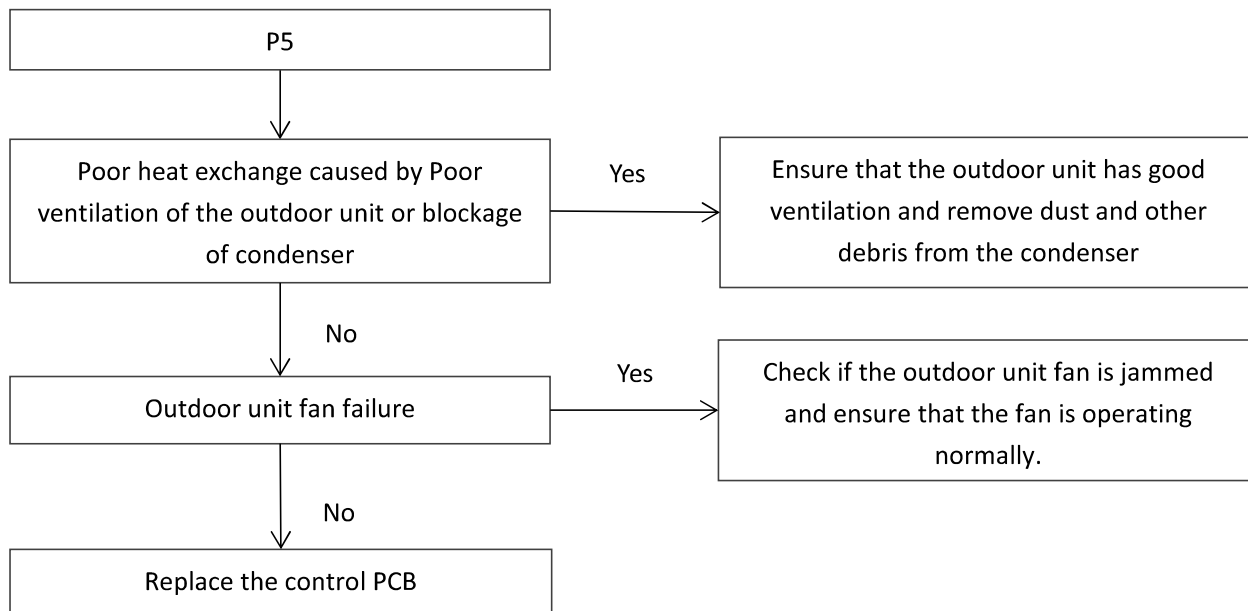 P5
Poor heat exchange caused by Poor
ventilation of the outdoor unit or blockage
of condenser
Yes
Ensure that the outdoor unit has good
ventilation and remove dust and other
debris from the condenser
No
Outdoor unit fan failure
Yes
Check if the outdoor unit fan is jammed
and ensure that the fan is operating
normally.
No
Replace the control PCB